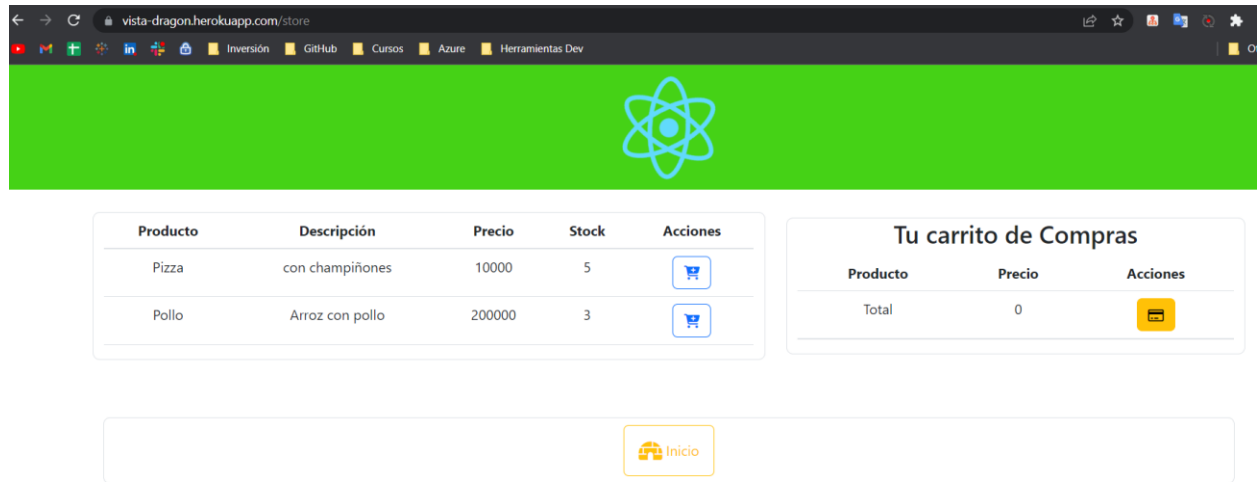 vista-dragon.herokuapp.com/store
Inversión GitHub Cursos Azure Herramientas Dev
Producto Descripción Precio Stock Acciones
Pizza con champiñones 10000 5
Pollo Arroz con pollo 200000 3
Tu carrito de Compras
Producto Precio Acciones
Total 0
Inicio